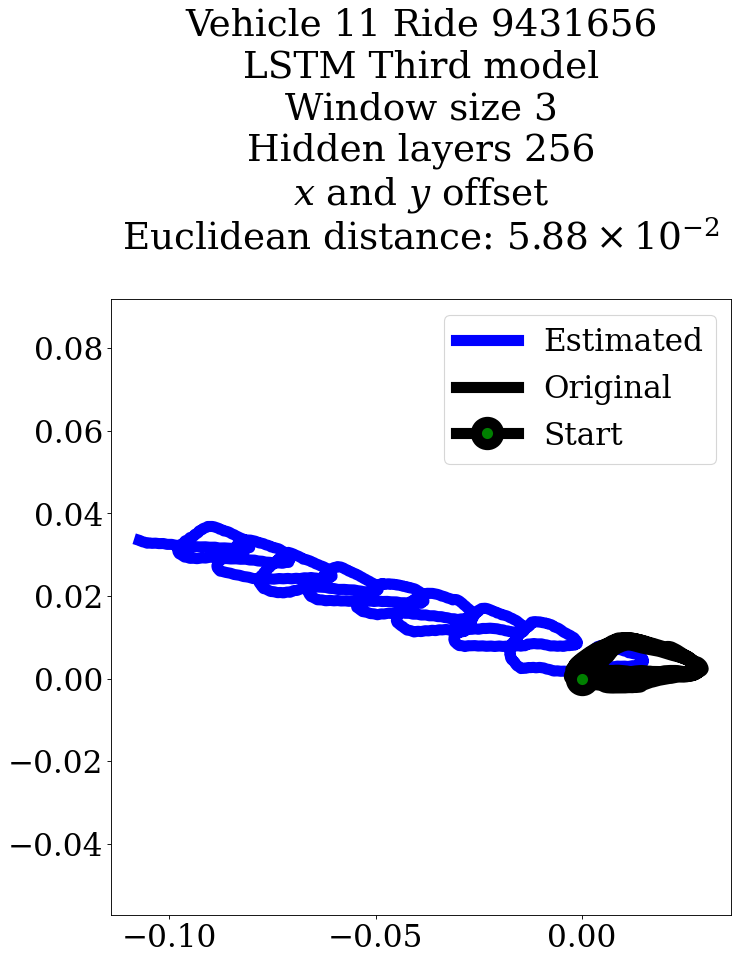 Vehicle 11 Ride 9431656
LSTM Third model
Window size 3
Hidden layers 256
x and y offset
Euclidean distance: 5.88 × 10⁻²
Estimated
Original
Start
0.08
0.06
0.04
0.02
0.00
−0.02
−0.04
−0.10
−0.05
0.00